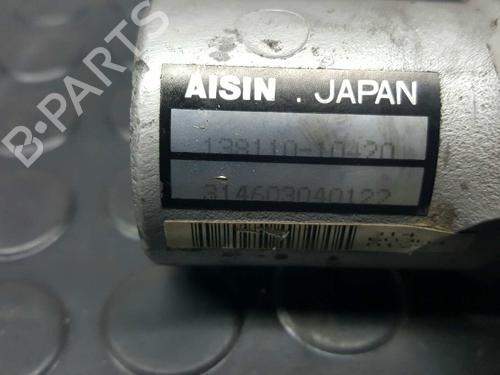 B-PARTS
AISIN . JAPAN
138110-10420
314603040122